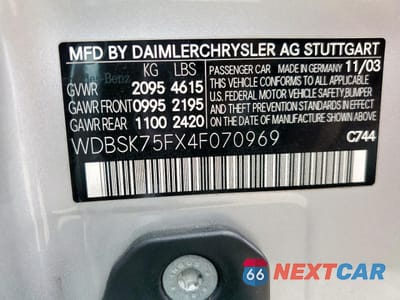 MFD BY DAIMLERCHRYSLER AG STUTTGART
KG LBS
GVWR 2095 4615
GAWR FRONT 0995 2195
GAWR REAR 1100 2420
PASSENGER CAR MADE IN GERMANY 11/03
THIS VEHICLE CONFORMS TO ALL APPLICABLE
U.S. FEDERAL MOTOR VEHICLE SAFETY, BUMPER,
AND THEFT PREVENTION STANDARDS IN EFFECT
ON THE DATE OF MANUFACTURE SHOWN ABOVE
WDBSK75FX4F070969
C744
66 NEXTCAR